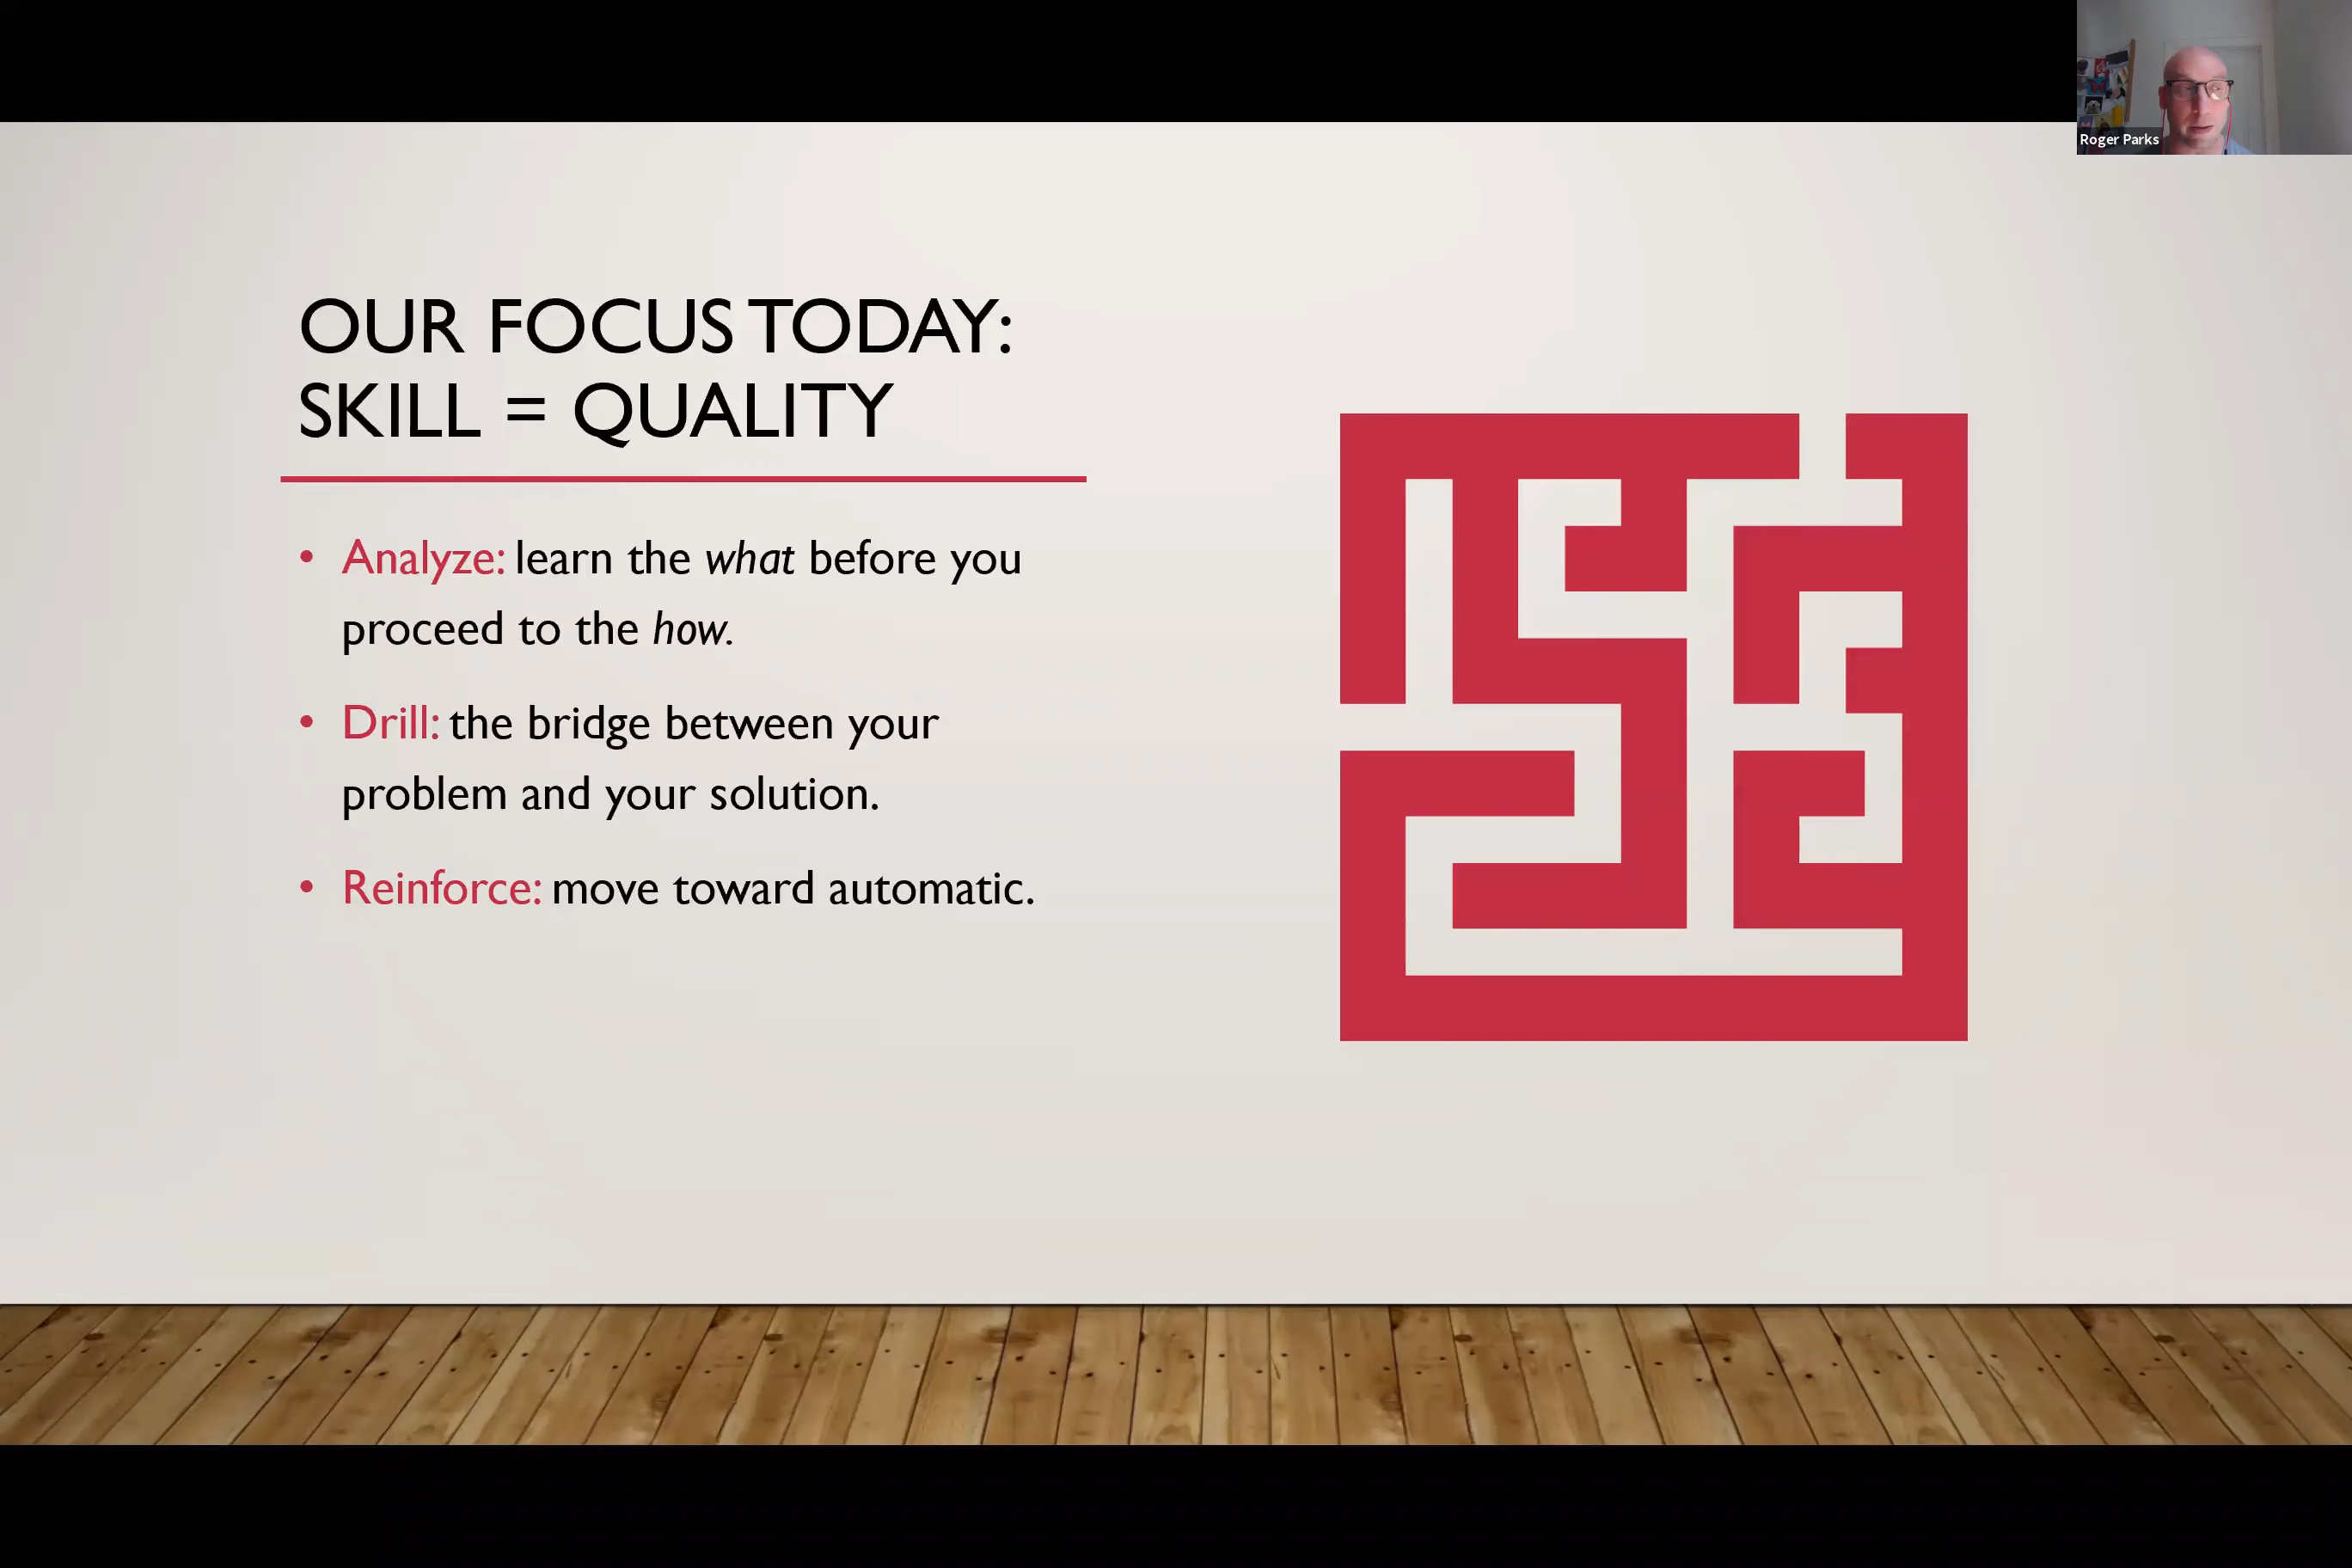 Roger Parks
OUR FOCUS TODAY:
SKILL = QUALITY
• Analyze: learn the what before you
proceed to the how.
• Drill: the bridge between your
problem and your solution.
• Reinforce: move toward automatic.